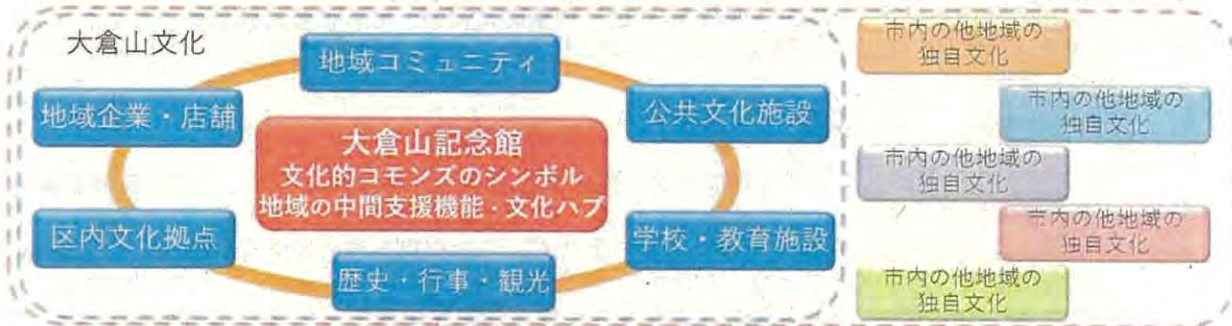 大倉山文化
地域コミュニティ
地域企業・店舗
公共文化施設
大倉山記念館
文化的コモンズのシンボル
地域の中間支援機能・文化ハブ
区内文化拠点
学校・教育施設
歴史・行事・観光
市内の他地域の
独自文化
市内の他地域の
独自文化
市内の他地域の
独自文化
市内の他地域の
独自文化
市内の他地域の
独自文化